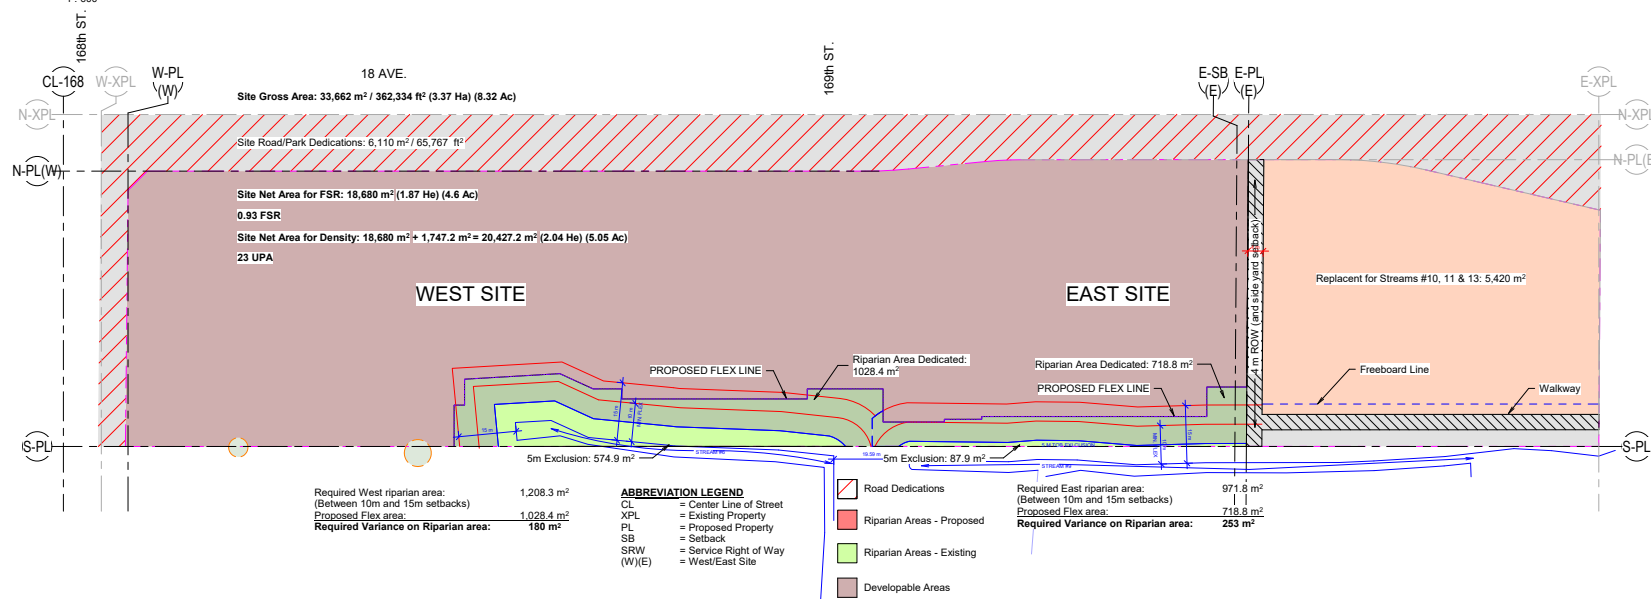 168th ST.
169th ST.
CL-168
W-XPL
W-PL
(W)
18 AVE.
E-SB
(E)
E-PL
(E)
E-XPL
N-XPL
N-XPL
Site Gross Area: 33,662 m² / 362,334 ft² (3.37 Ha) (8.32 Ac)
Site Road/Park Dedications: 6,110 m² / 65,767 ft²
N-PL(W)
Site Net Area for FSR: 18,680 m² (1.87 He) (4.6 Ac)
0.93 FSR
Site Net Area for Density: 18,680 m² + 1,747.2 m² = 20,427.2 m² (2.04 He) (5.05 Ac)
23 UPA
WEST SITE
EAST SITE
4 m ROW (and side yard setback)
Replacent for Streams #10, 11 & 13: 5,420 m²
PROPOSED FLEX LINE
Riparian Area Dedicated:
1028.4 m²
Riparian Area Dedicated: 718.8 m²
PROPOSED FLEX LINE
Freeboard Line
Walkway
15 m
S-PL
S-PL
5m Exclusion: 574.9 m²
19.59 m
5m Exclusion: 87.9 m²
Required West riparian area: 1,208.3 m²
(Between 10m and 15m setbacks)
Proposed Flex area: 1,028.4 m²
Required Variance on Riparian area: 180 m²
ABBREVIATION LEGEND
CL = Center Line of Street
XPL = Existing Property
PL = Proposed Property
SB = Setback
SRW = Service Right of Way
(W)(E) = West/East Site
Road Dedications
Riparian Areas - Proposed
Riparian Areas - Existing
Developable Areas
Required East riparian area: 971.8 m²
(Between 10m and 15m setbacks)
Proposed Flex area: 718.8 m²
Required Variance on Riparian area: 253 m²